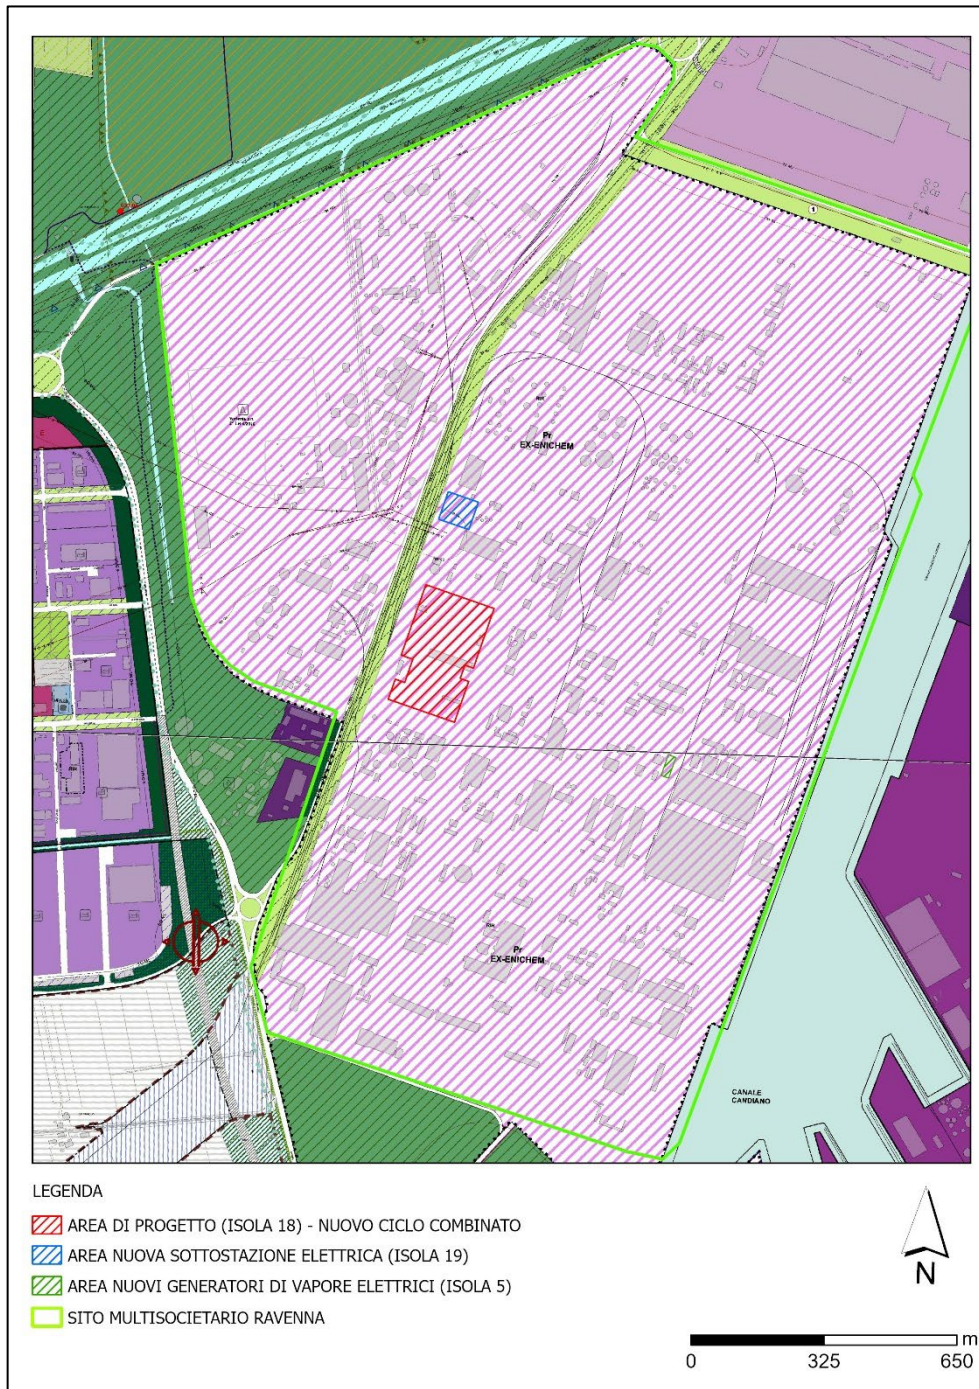 1
A
Pr
EX-ENICHEM
Pr
EX-ENICHEM
CANALE
CANDIANO
LEGENDA
AREA DI PROGETTO (ISOLA 18) - NUOVO CICLO COMBINATO
AREA NUOVA SOTTOSTAZIONE ELETTRICA (ISOLA 19)
AREA NUOVI GENERATORI DI VAPORE ELETTRICI (ISOLA 5)
SITO MULTISOCIETARIO RAVENNA
N
m
0 325 650